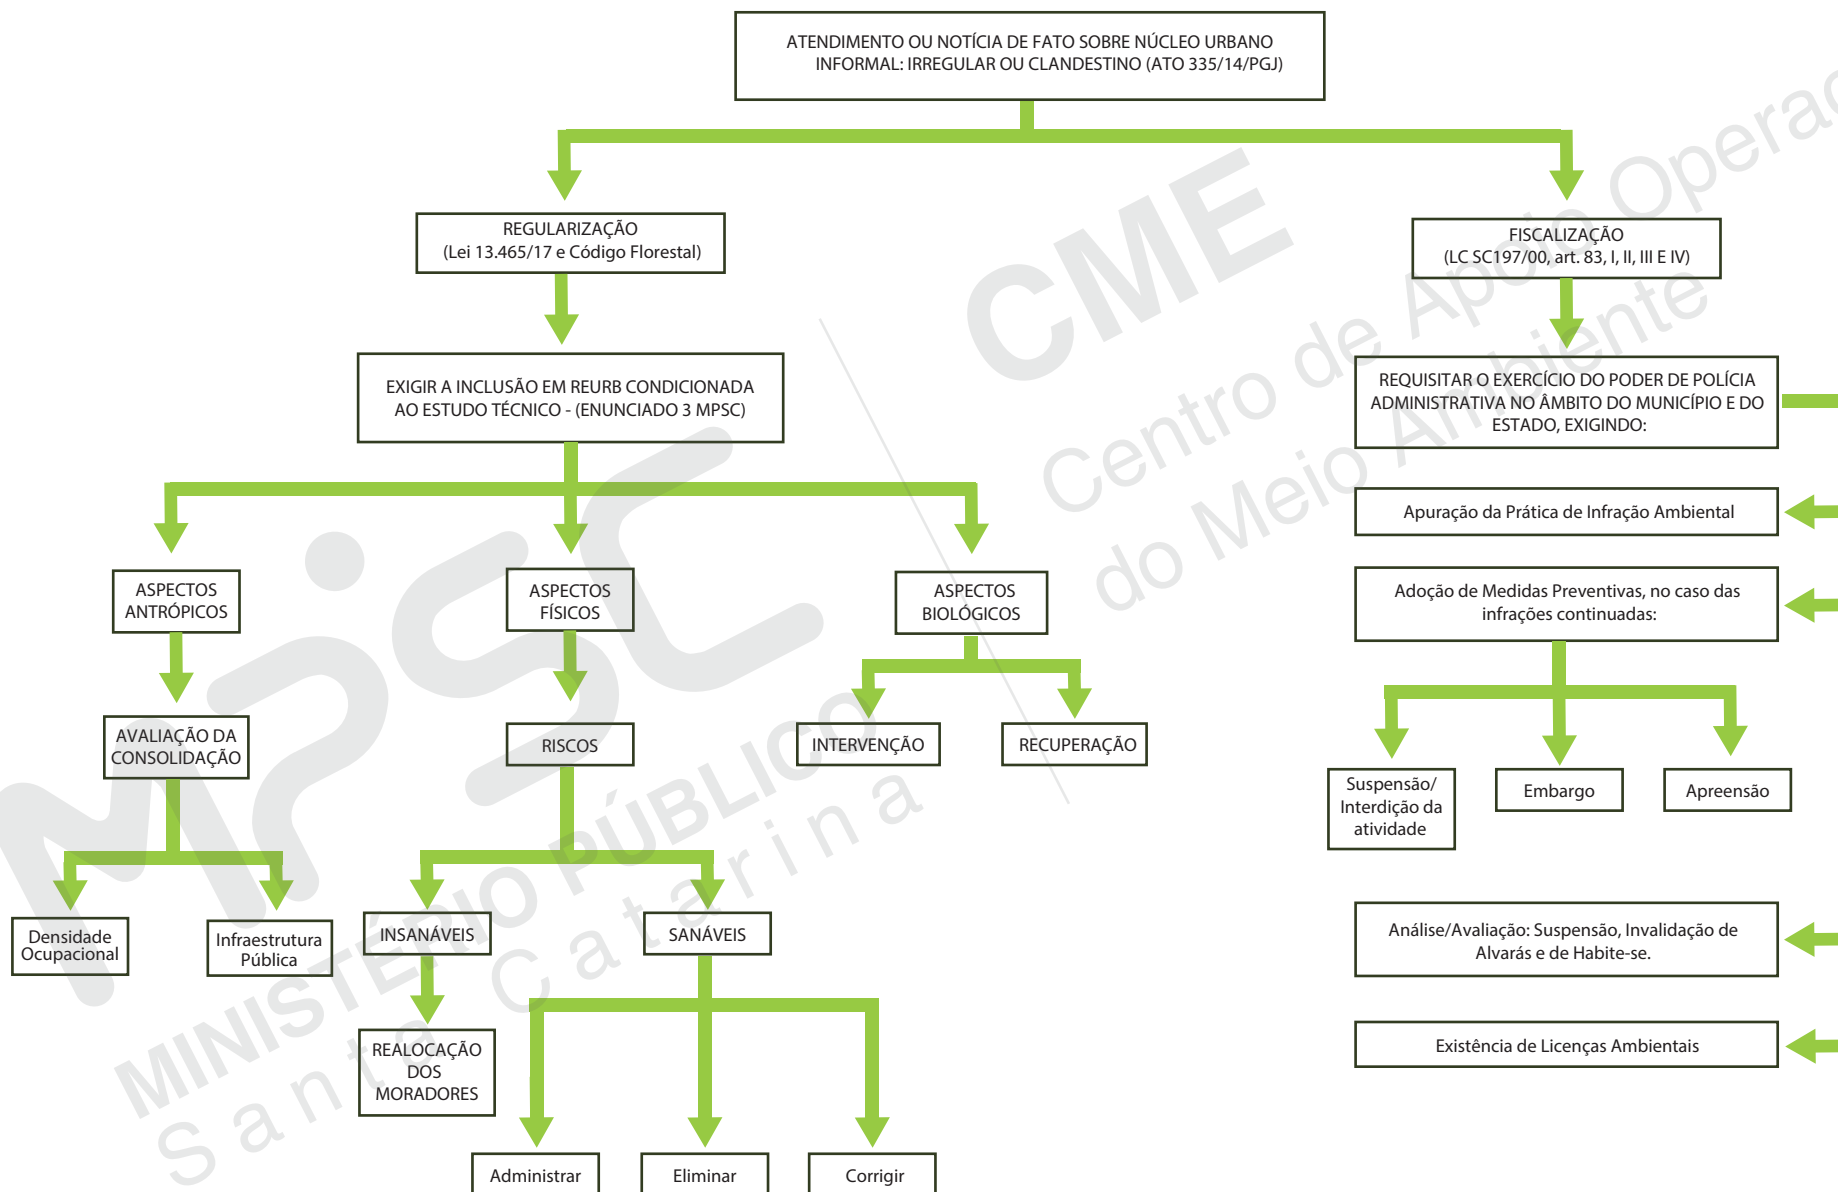 ATENDIMENTO OU NOTÍCIA DE FATO SOBRE NÚCLEO URBANO
INFORMAL: IRREGULAR OU CLANDESTINO (ATO 335/14/PGJ)
REGULARIZAÇÃO
(Lei 13.465/17 e Código Florestal)
FISCALIZAÇÃO
(LC SC197/00, art. 83, I, II, III E IV)
EXIGIR A INCLUSÃO EM REURB CONDICIONADA
AO ESTUDO TÉCNICO - (ENUNCIADO 3 MPSC)
REQUISITAR O EXERCÍCIO DO PODER DE POLÍCIA
ADMINISTRATIVA NO ÂMBITO DO MUNICÍPIO E DO
ESTADO, EXIGINDO:
Apuração da Prática de Infração Ambiental
ASPECTOS
ANTRÓPICOS
ASPECTOS
FÍSICOS
ASPECTOS
BIOLÓGICOS
Adoção de Medidas Preventivas, no caso das
infrações continuadas:
AVALIAÇÃO DA
CONSOLIDAÇÃO
RISCOS
INTERVENÇÃO
RECUPERAÇÃO
Suspensão/
Interdição da
atividade
Embargo
Apreensão
Densidade
Ocupacional
Infraestrutura
Pública
INSANÁVEIS
SANÁVEIS
Análise/Avaliação: Suspensão, Invalidação de
Alvarás e de Habite-se.
REALOCAÇÃO
DOS
MORADORES
Existência de Licenças Ambientais
Administrar
Eliminar
Corrigir
MPSC
MINISTÉRIO PÚBLICO
Santa Catarina
CME
Centro de Apoio Operac
do Meio Ambiente